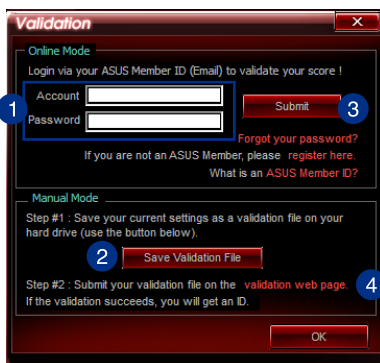 Validation
Online Mode
Login via your ASUS Member ID (Email) to validate your score !
1
Account
Password
Submit
3
Forgot your password?
If you are not an ASUS Member, please register here.
What is an ASUS Member ID?
Manual Mode
Step #1 : Save your current settings as a validation file on your
hard drive (use the button below).
2
Save Validation File
Step #2 : Submit your validation file on the validation web page.
4
If the validation succeeds, you will get an ID.
OK